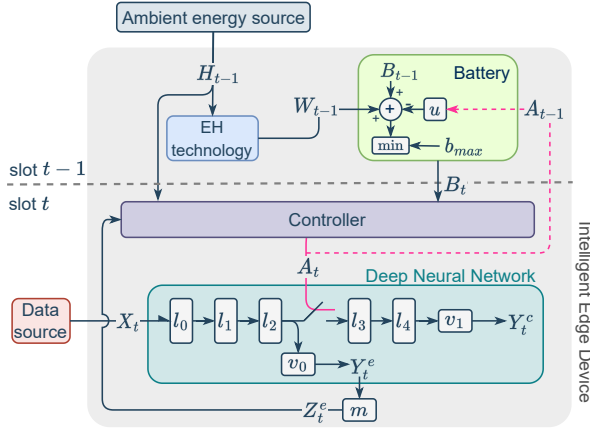 Ambient energy source
H_{t-1}
B_{t-1}
Battery
W_{t-1}
+
+
-
+
u
A_{t-1}
EH
technology
min
b_{max}
slot t − 1
B_t
slot t
Controller
A_t
Deep Neural Network
Intelligent Edge Device
Data
source
X_t
l_0
l_1
l_2
l_3
l_4
v_1
Y_t^c
v_0
Y_t^e
Z_t^e
m